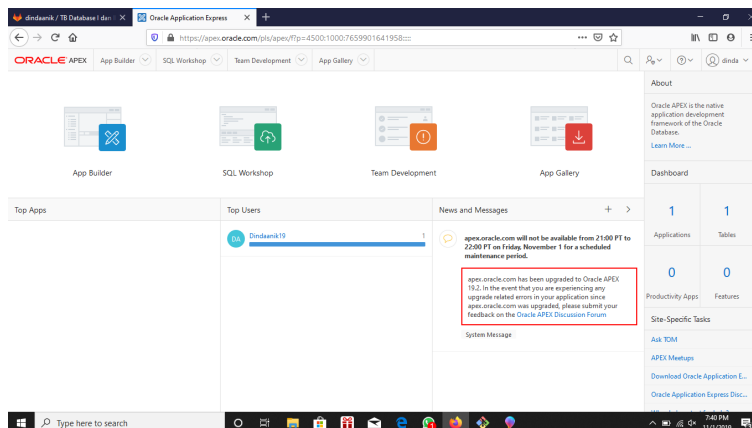 dindaanik / TB Database I dan
Oracle Application Express
https://apex.oracle.com/pls/apex/f?p=4500:1000:7659901641958:::::
ORACLE APEX
App Builder
SQL Workshop
Team Development
App Gallery
dinda
App Builder
SQL Workshop
Team Development
App Gallery
Top Apps
Top Users
DA
Dindaanik19
1
News and Messages
apex.oracle.com will not be available from 21:00 PT to
22:00 PT on Friday, November 1 for a scheduled
maintenance period.
apex.oracle.com has been upgraded to Oracle APEX
19.2. In the event that you are experiencing any
upgrade related errors in your application since
apex.oracle.com was upgraded, please submit your
feedback on the Oracle APEX Discussion Forum
System Message
About
Oracle APEX is the
native application
development
framework of the Oracle
Database.
Learn More ...
Dashboard
1
1
Applications
Tables
0
0
Productivity Apps
Features
Site-Specific Tasks
Ask TOM
APEX Meetups
Download Oracle Application E...
Oracle Application Express Disc...
Type here to search
7:40 PM
11/1/2019